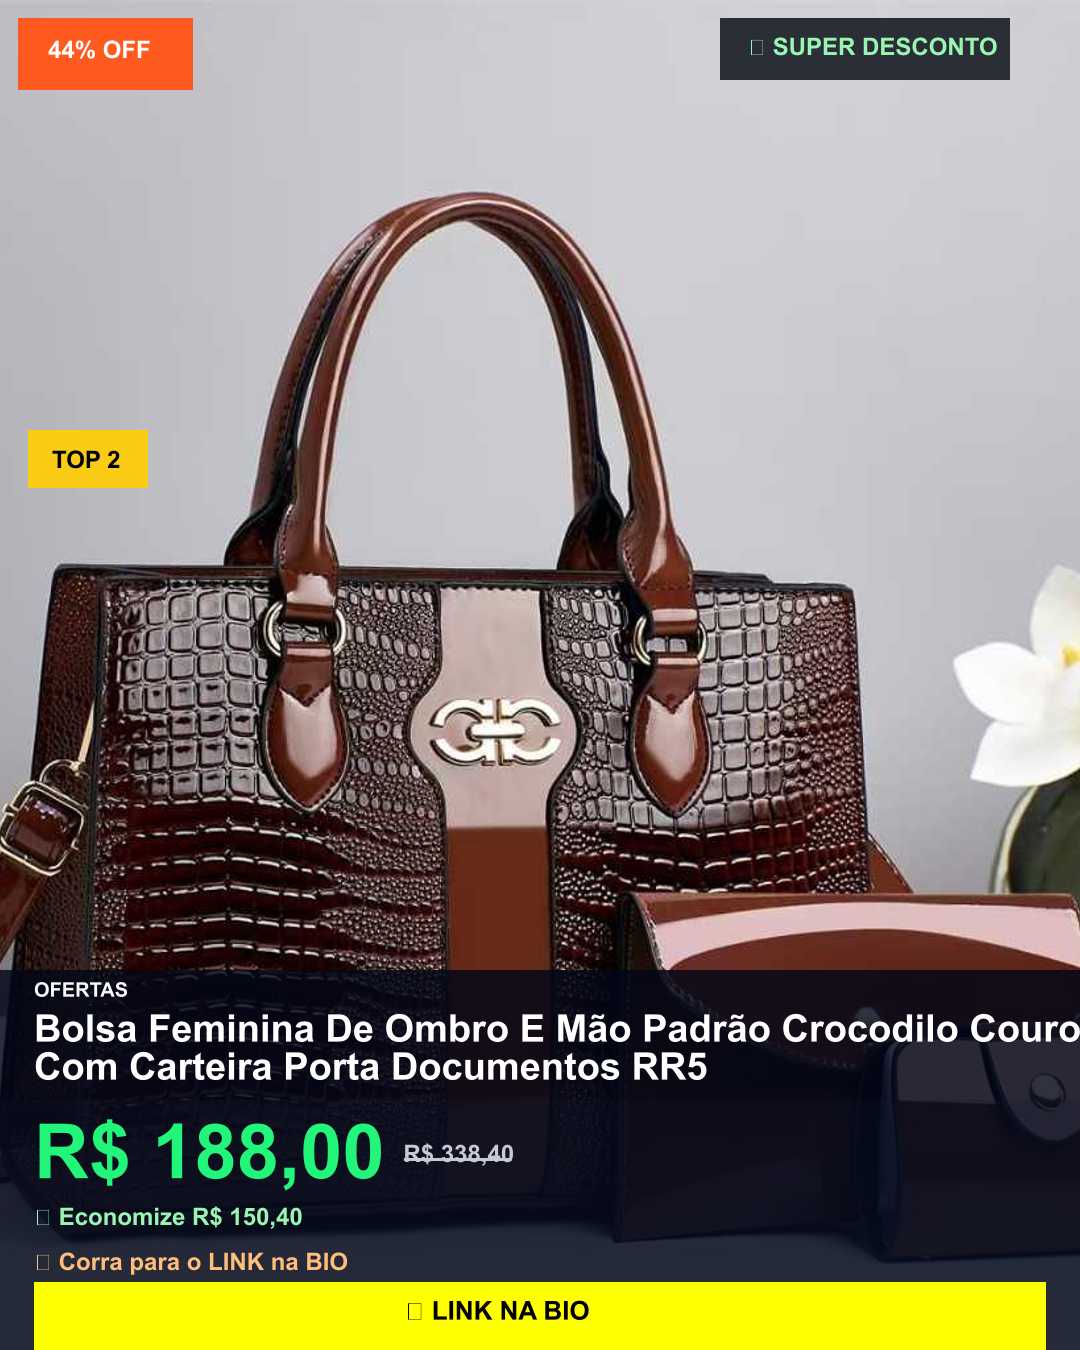 44% OFF
SUPER DESCONTO
TOP 2
OFERTAS
Bolsa Feminina De Ombro E Mão Padrão Crocodilo Couro
Com Carteira Porta Documentos RR5
R$ 188,00 R$ 338,40
Economize R$ 150,40
Corra para o LINK na BIO
LINK NA BIO